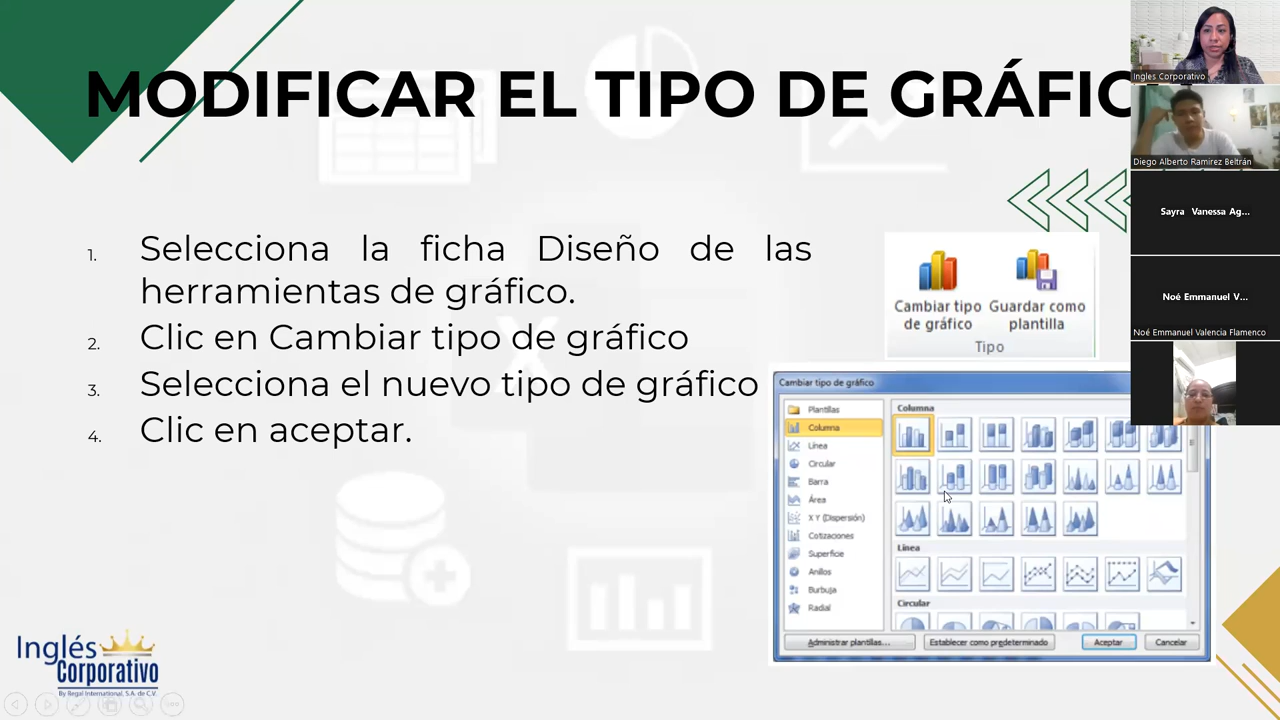 MODIFICAR EL TIPO DE GRÁFIC
1. Selecciona la ficha Diseño de las
herramientas de gráfico.
2. Clic en Cambiar tipo de gráfico
3. Selecciona el nuevo tipo de gráfico
4. Clic en aceptar.
Cambiar tipo
de gráfico
Guardar como
plantilla
Tipo
Cambiar tipo de gráfico
Plantillas
Columna
Línea
Circular
Barra
Área
X Y (Dispersión)
Cotizaciones
Superficie
Anillos
Burbuja
Radial
Columna
Línea
Circular
Administrar plantillas...
Establecer como predeterminado
Aceptar
Cancelar
Ingles Corporativo
Diego Alberto Ramirez Beltrán
Sayra Vanessa Ag...
Noé Emmanuel V...
Noé Emmanuel Valencia Flamenco
Inglés
Corporativo
By Regal International, S.A. de C.V.